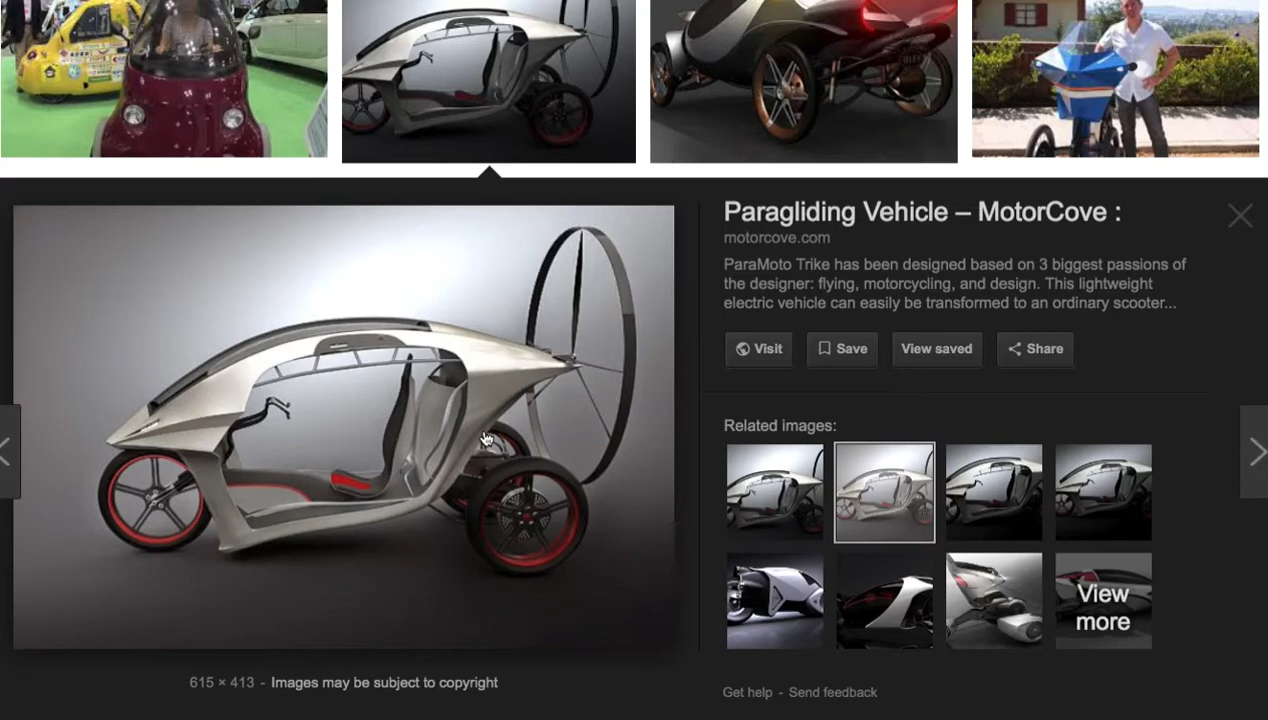 Paragliding Vehicle – MotorCove :
motorcove.com
ParaMoto Trike has been designed based on 3 biggest passions of
the designer: flying, motorcycling, and design. This lightweight
electric vehicle can easily be transformed to an ordinary scooter...
Visit
Save
View saved
Share
Related images:
View
more
615 × 413 - Images may be subject to copyright
Get help - Send feedback